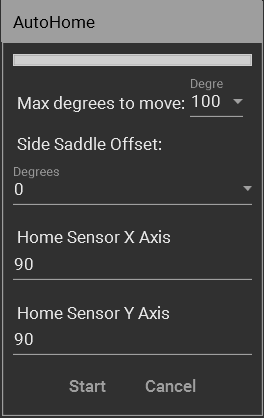 AutoHome
Degre
Max degrees to move: 100
Side Saddle Offset:
Degrees
0
Home Sensor X Axis
90
Home Sensor Y Axis
90
Start Cancel